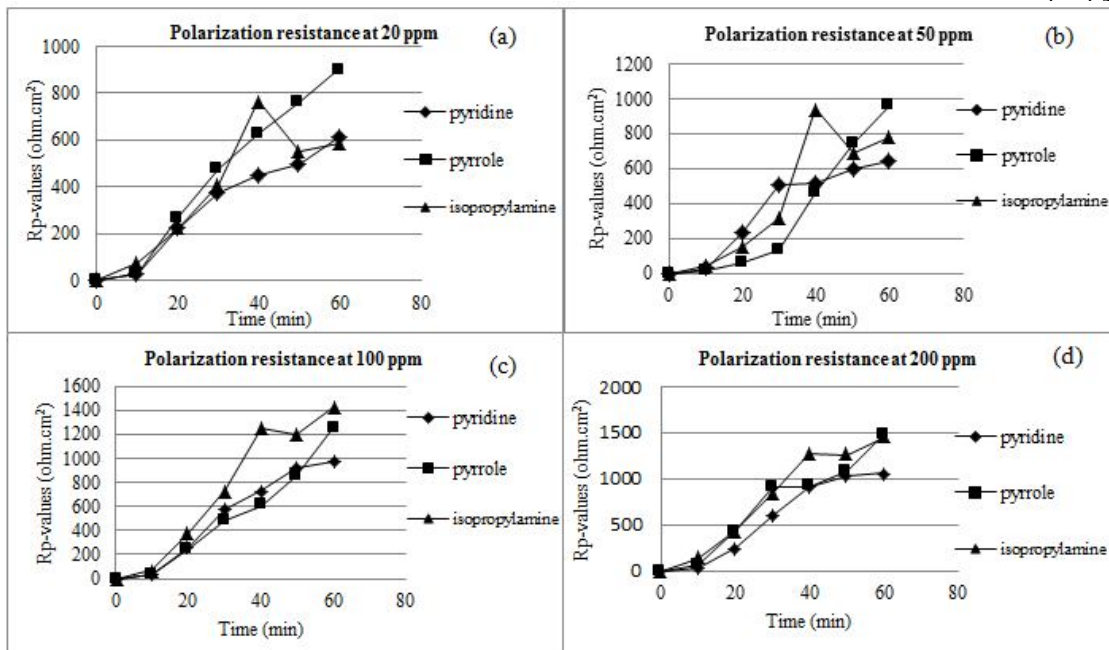 Polarization resistance at 20 ppm (a)
1000
800
600
400
200
0
0 20 40 60 80
Rp-values (ohm.cm²)
Time (min)
pyridine
pyrrole
isopropylamine
Polarization resistance at 50 ppm (b)
1200
1000
800
600
400
200
0
0 20 40 60 80
Rp-values (ohm.cm²)
Time (min)
pyridine
pyrrole
isopropylamine
Polarization resistance at 100 ppm (c)
1600
1400
1200
1000
800
600
400
200
0
0 20 40 60 80
Rp-values (ohm.cm²)
Time (min)
pyridine
pyrrole
isopropylamine
Polarization resistance at 200 ppm (d)
2000
1500
1000
500
0
0 20 40 60 80
Rp-values (ohm.cm²)
Time (min)
pyridine
pyrrole
isopropylamine